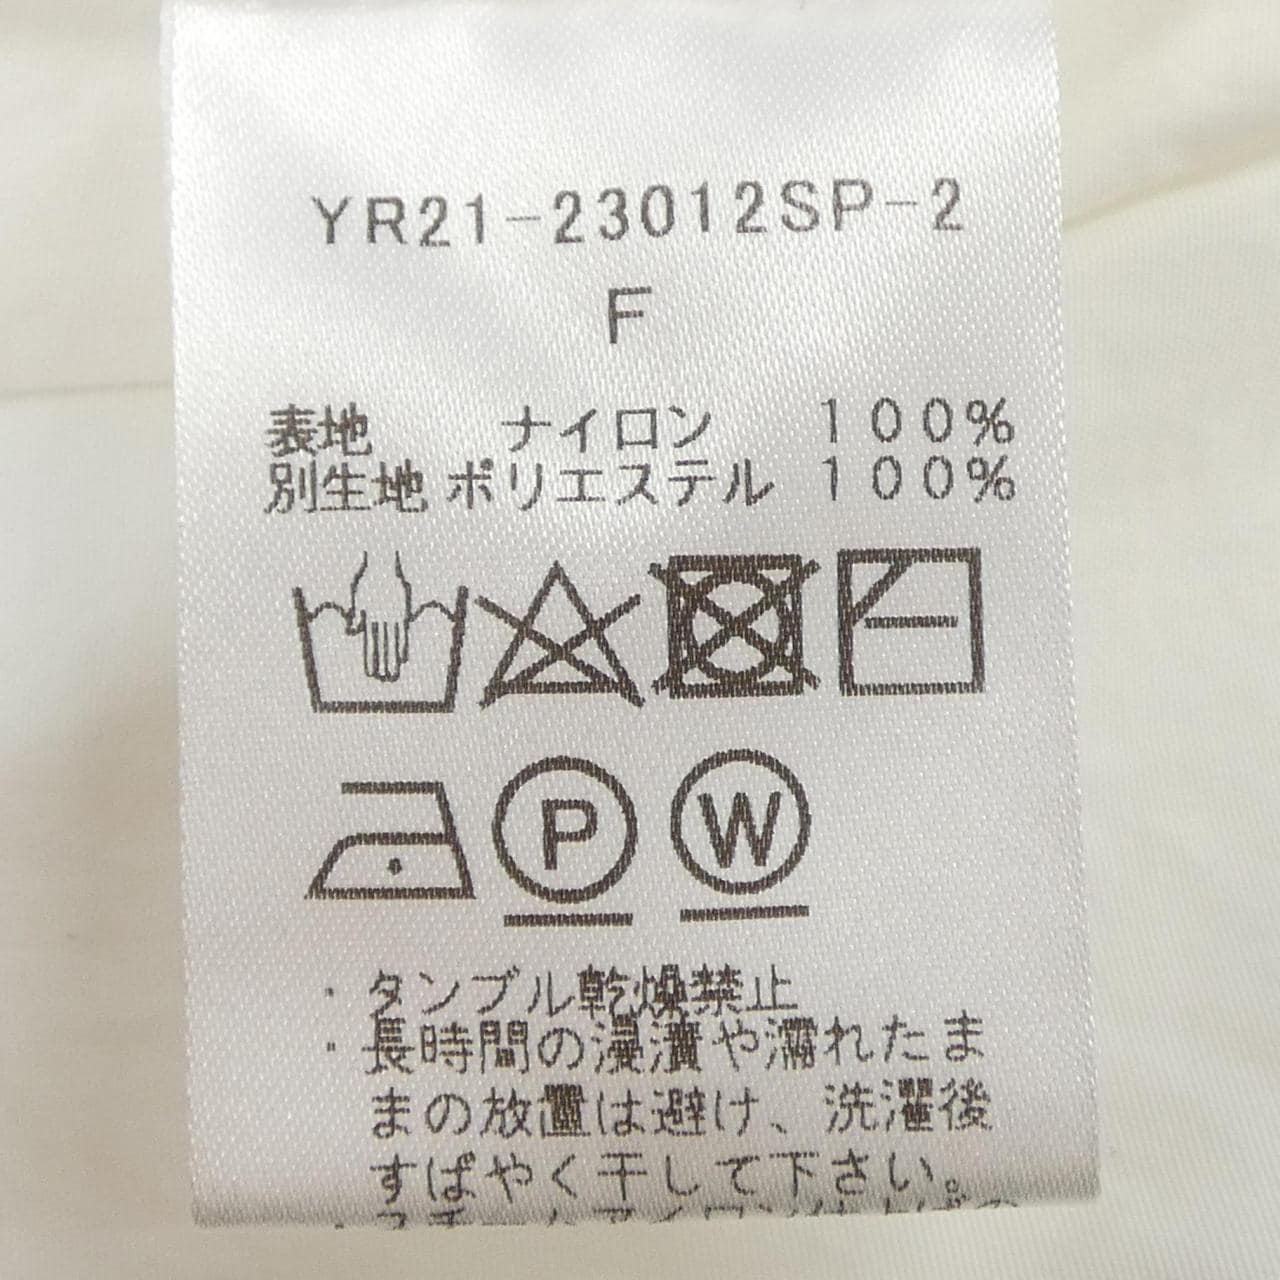 YR21-23012SP-2
F
表地 ナイロン 100%
別生地 ポリエステル 100%
P W
・タンブル乾燥禁止
・長時間の浸漬や濡れたま
まの放置は避け、洗濯後
すばやく干して下さい。